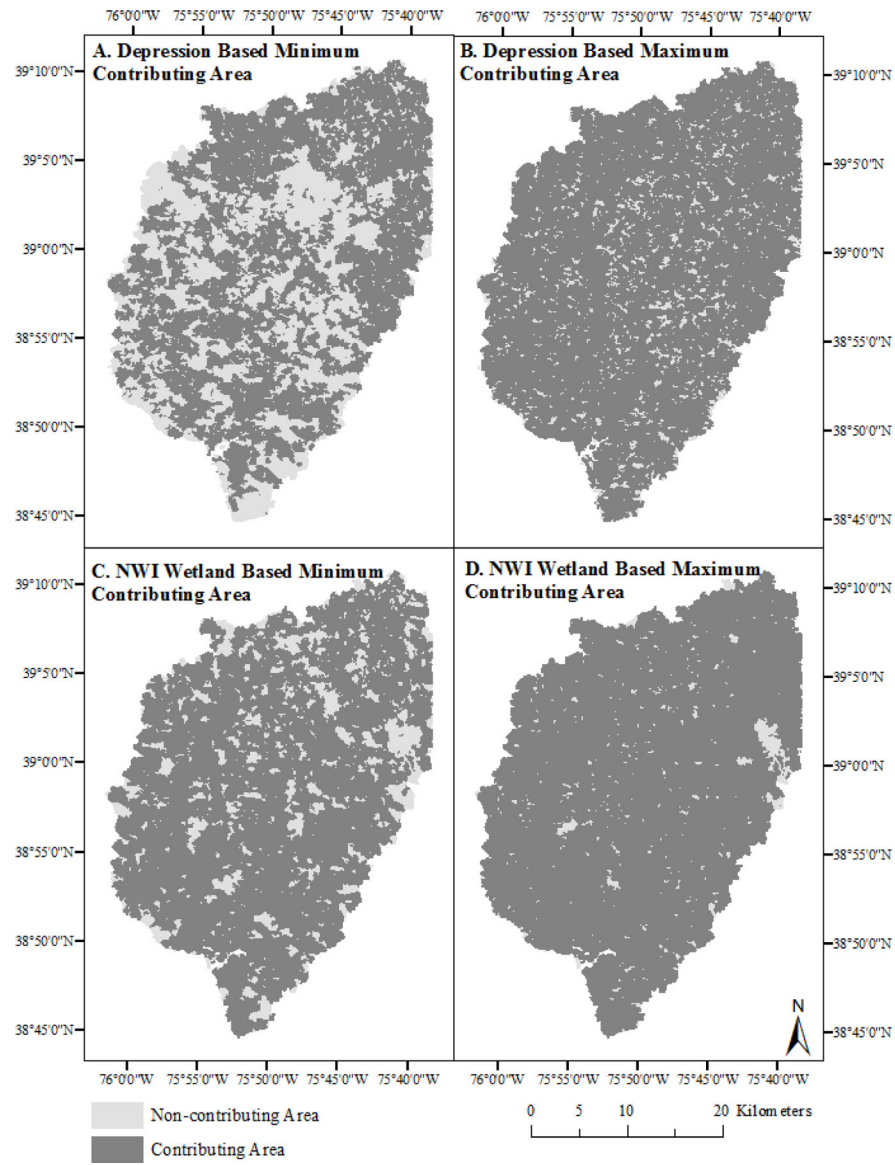 76°0'0"W 75°55'0"W 75°50'0"W 75°45'0"W 75°40'0"W
76°0'0"W 75°55'0"W 75°50'0"W 75°45'0"W 75°40'0"W
A. Depression Based Minimum
Contributing Area
B. Depression Based Maximum
Contributing Area
39°10'0"N
39°5'0"N
39°0'0"N
38°55'0"N
38°50'0"N
38°45'0"N
39°10'0"N
39°5'0"N
39°0'0"N
38°55'0"N
38°50'0"N
38°45'0"N
C. NWI Wetland Based Minimum
Contributing Area
D. NWI Wetland Based Maximum
Contributing Area
39°10'0"N
39°5'0"N
39°0'0"N
38°55'0"N
38°50'0"N
38°45'0"N
39°10'0"N
39°5'0"N
39°0'0"N
38°55'0"N
38°50'0"N
38°45'0"N
N
76°0'0"W 75°55'0"W 75°50'0"W 75°45'0"W 75°40'0"W
76°0'0"W 75°55'0"W 75°50'0"W 75°45'0"W 75°40'0"W
Non-contributing Area
Contributing Area
0 5 10 20 Kilometers